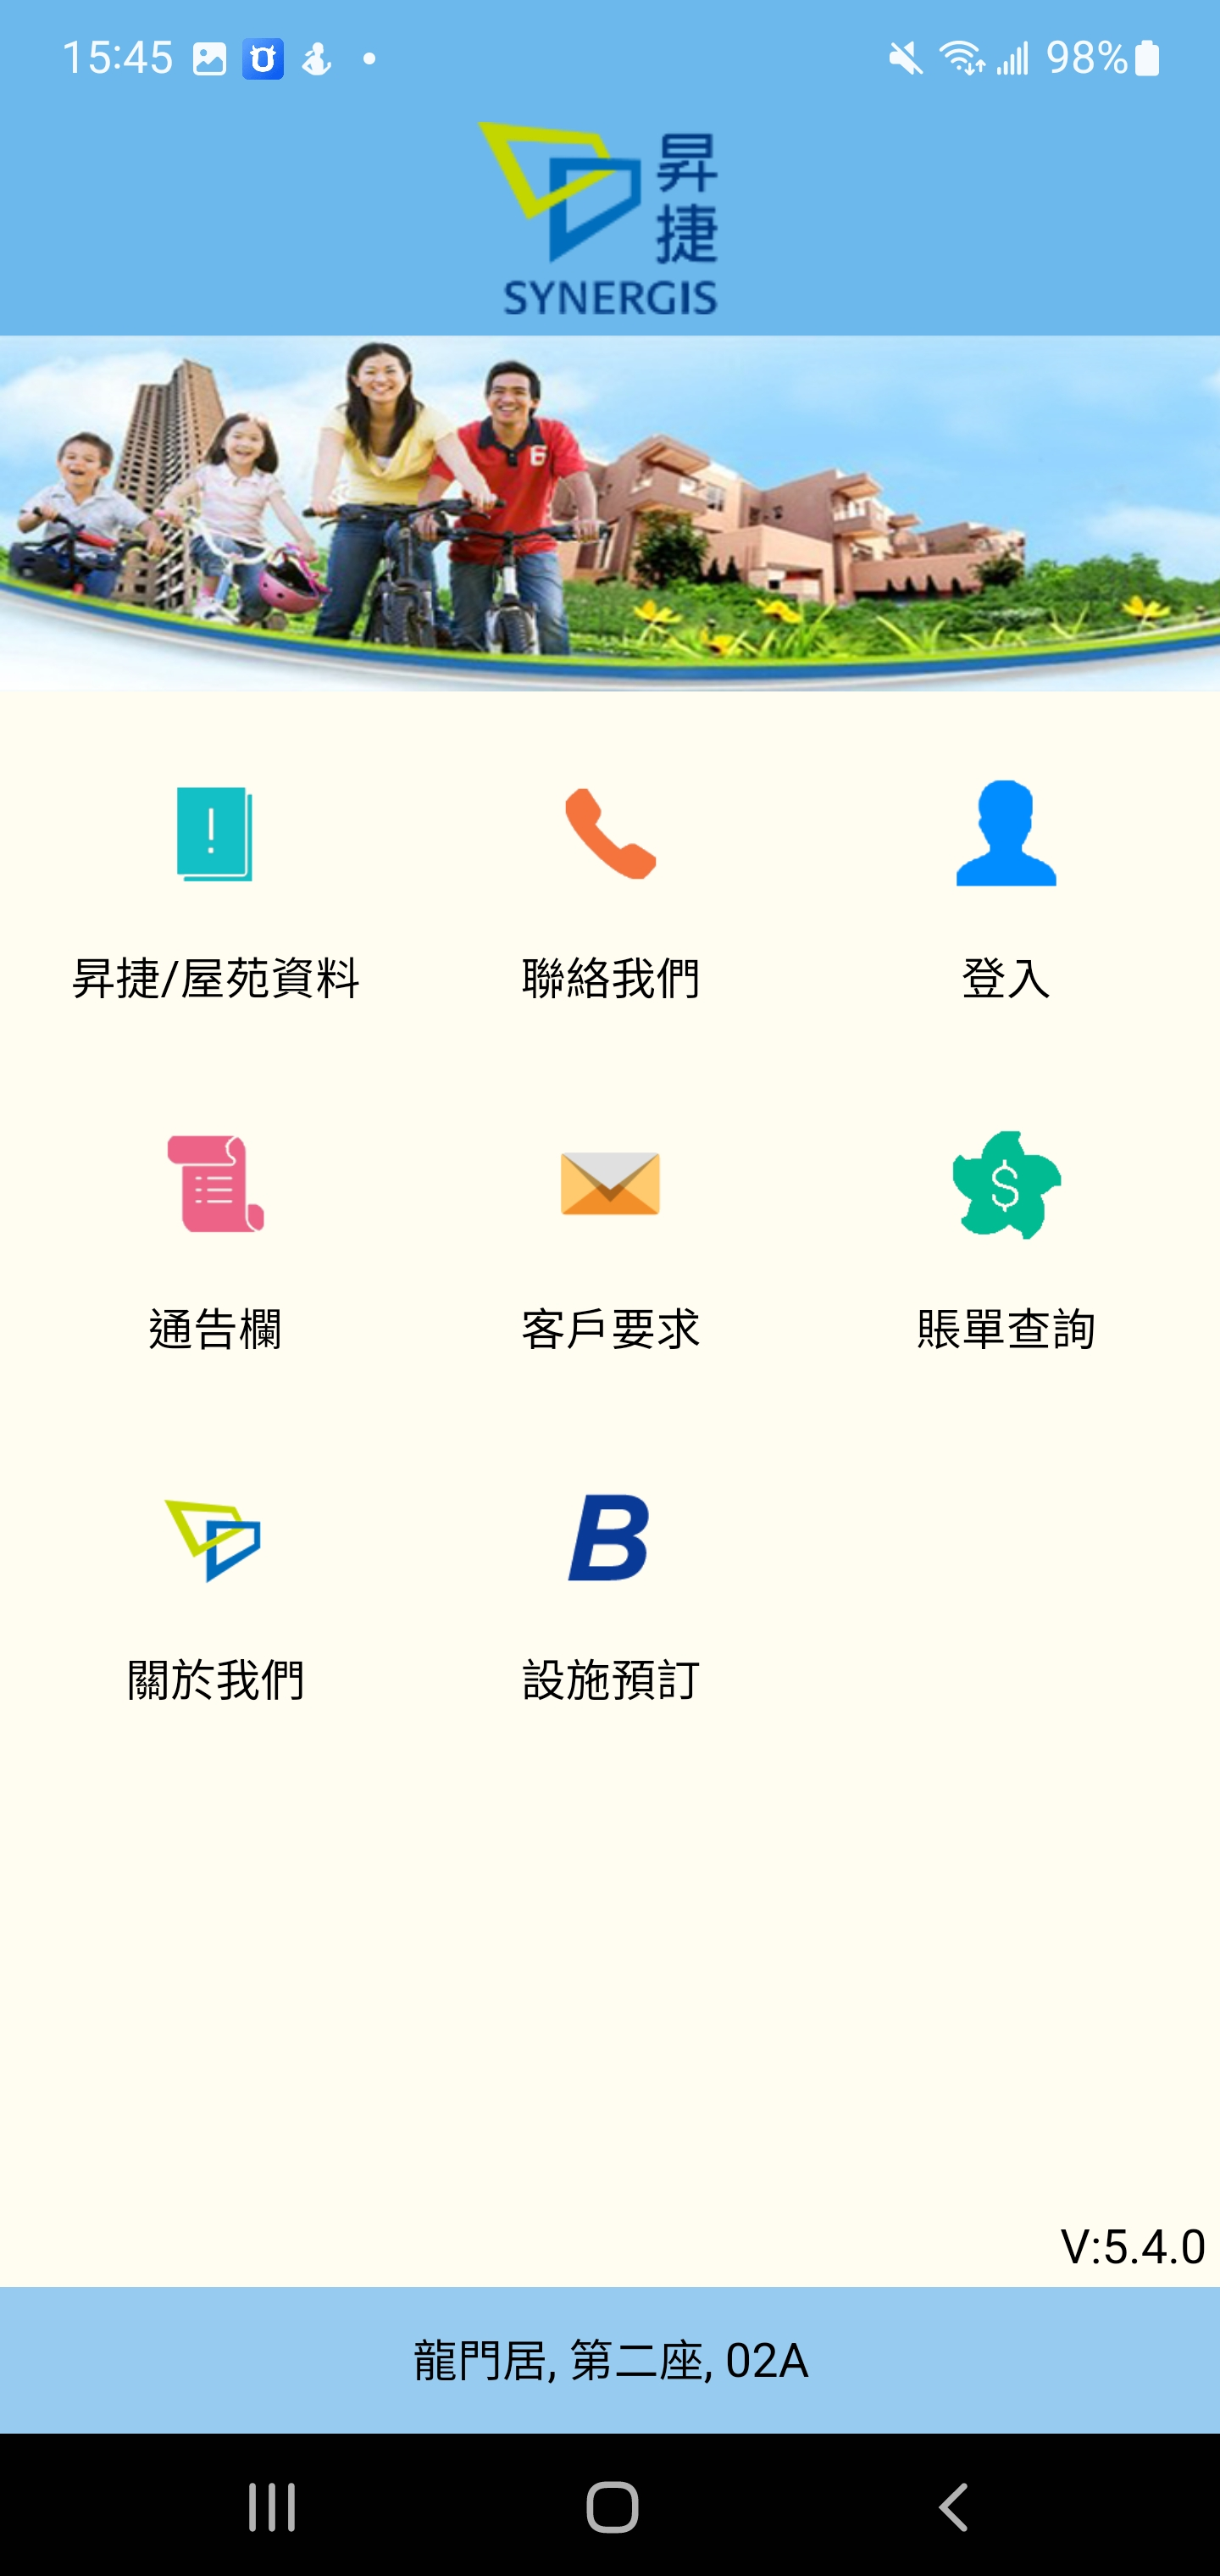 15:45 98%
昇捷
SYNERGIS
昇捷/屋苑資料 聯絡我們 登入
通告欄 客戶要求 賬單查詢
B
關於我們 設施預訂
V:5.4.0
龍門居, 第二座, 02A